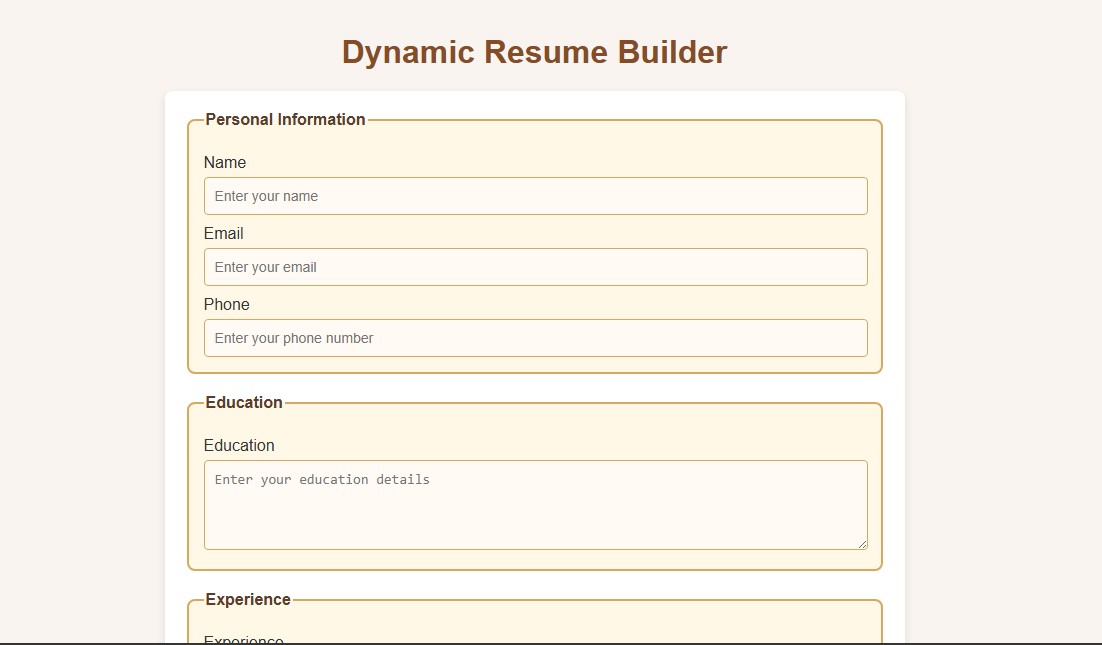 Dynamic Resume Builder
Personal Information
Name
Enter your name
Email
Enter your email
Phone
Enter your phone number
Education
Education
Enter your education details
Experience
Experience